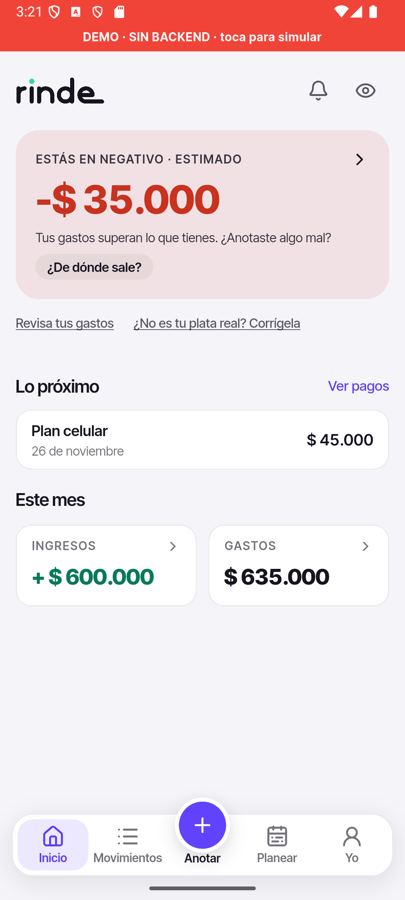 3:21
DEMO · SIN BACKEND · toca para simular
rinde
ESTÁS EN NEGATIVO · ESTIMADO
-$ 35.000
Tus gastos superan lo que tienes. ¿Anotaste algo mal?
¿De dónde sale?
Revisa tus gastos ¿No es tu plata real? Corrígela
Lo próximo Ver pagos
Plan celular
$ 45.000
26 de noviembre
Este mes
INGRESOS
+ $ 600.000
GASTOS
$ 635.000
Inicio Movimientos Anotar Planear Yo